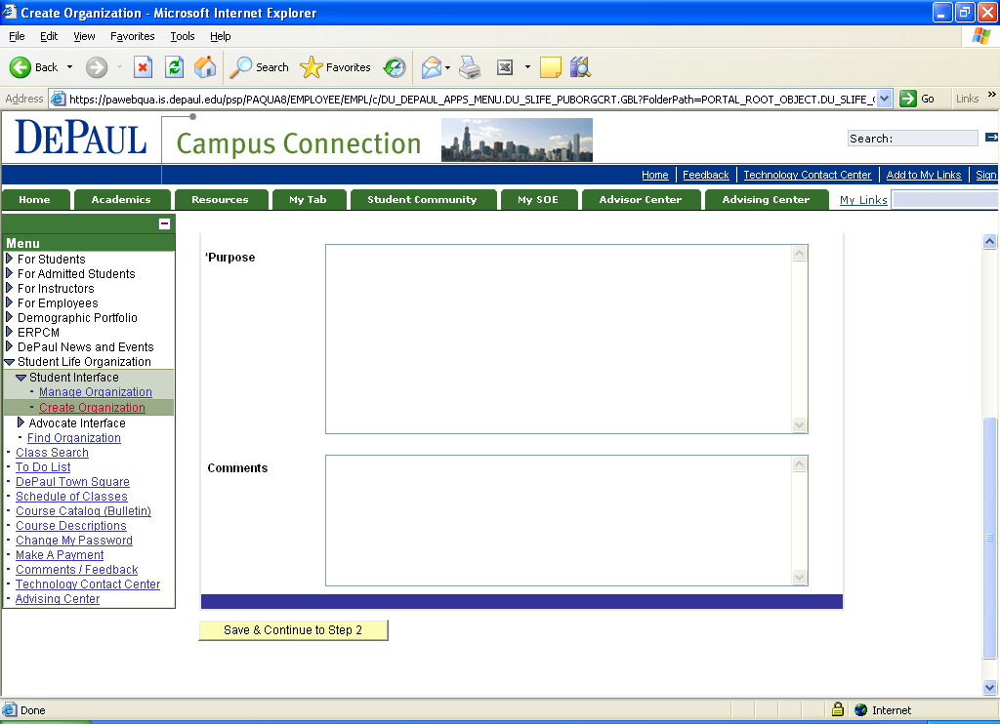 Create Organization - Microsoft Internet Explorer
File Edit View Favorites Tools Help
Back Search Favorites
Address https://pawebqua.is.depaul.edu/psp/PAQUA8/EMPLOYEE/EMPL/c/DU_DEPAUL_APPS_MENU.DU_SLIFE_PUBORGCRT.GBL?FolderPath=PORTAL_ROOT_OBJECT.DU_SLIFE_ Go Links »
DEPAUL Campus Connection Search:
Home Feedback Technology Contact Center Add to My Links Sign
Home Academics Resources My Tab Student Community My SOE Advisor Center Advising Center My Links
Menu
For Students
For Admitted Students
For Instructors
For Employees
Demographic Portfolio
ERPCM
DePaul News and Events
Student Life Organization
Student Interface
- Manage Organization
- Create Organization
Advocate Interface
- Find Organization
- Class Search
- To Do List
- DePaul Town Square
- Schedule of Classes
- Course Catalog (Bulletin)
- Course Descriptions
- Change My Password
- Make A Payment
- Comments / Feedback
- Technology Contact Center
- Advising Center
*Purpose
Comments
Save & Continue to Step 2
Done Internet